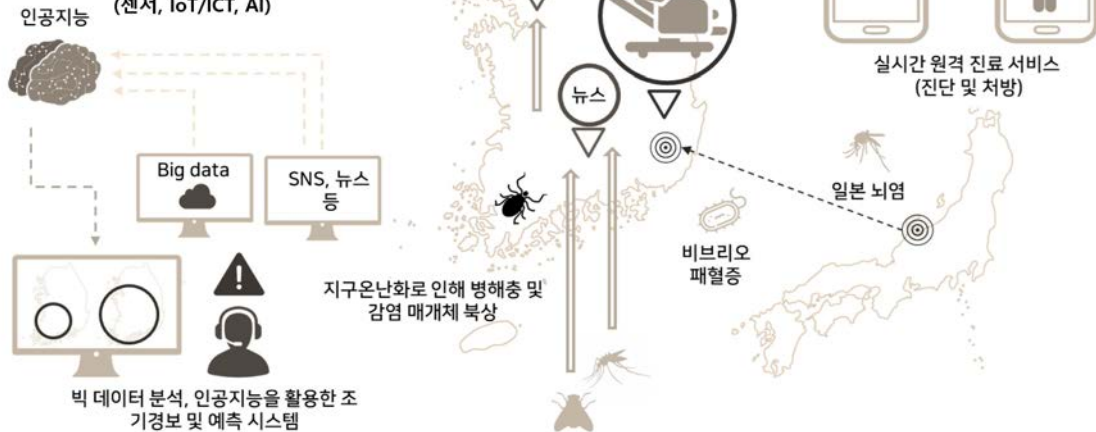 (센서, IoT/ICT, AI)
인공지능
실시간 원격 진료 서비스
(진단 및 처방)
뉴스
Big data
SNS, 뉴스
등
일본 뇌염
비브리오
패혈증
지구온난화로 인해 병해충 및
감염 매개체 북상
빅 데이터 분석, 인공지능을 활용한 조
기경보 및 예측 시스템